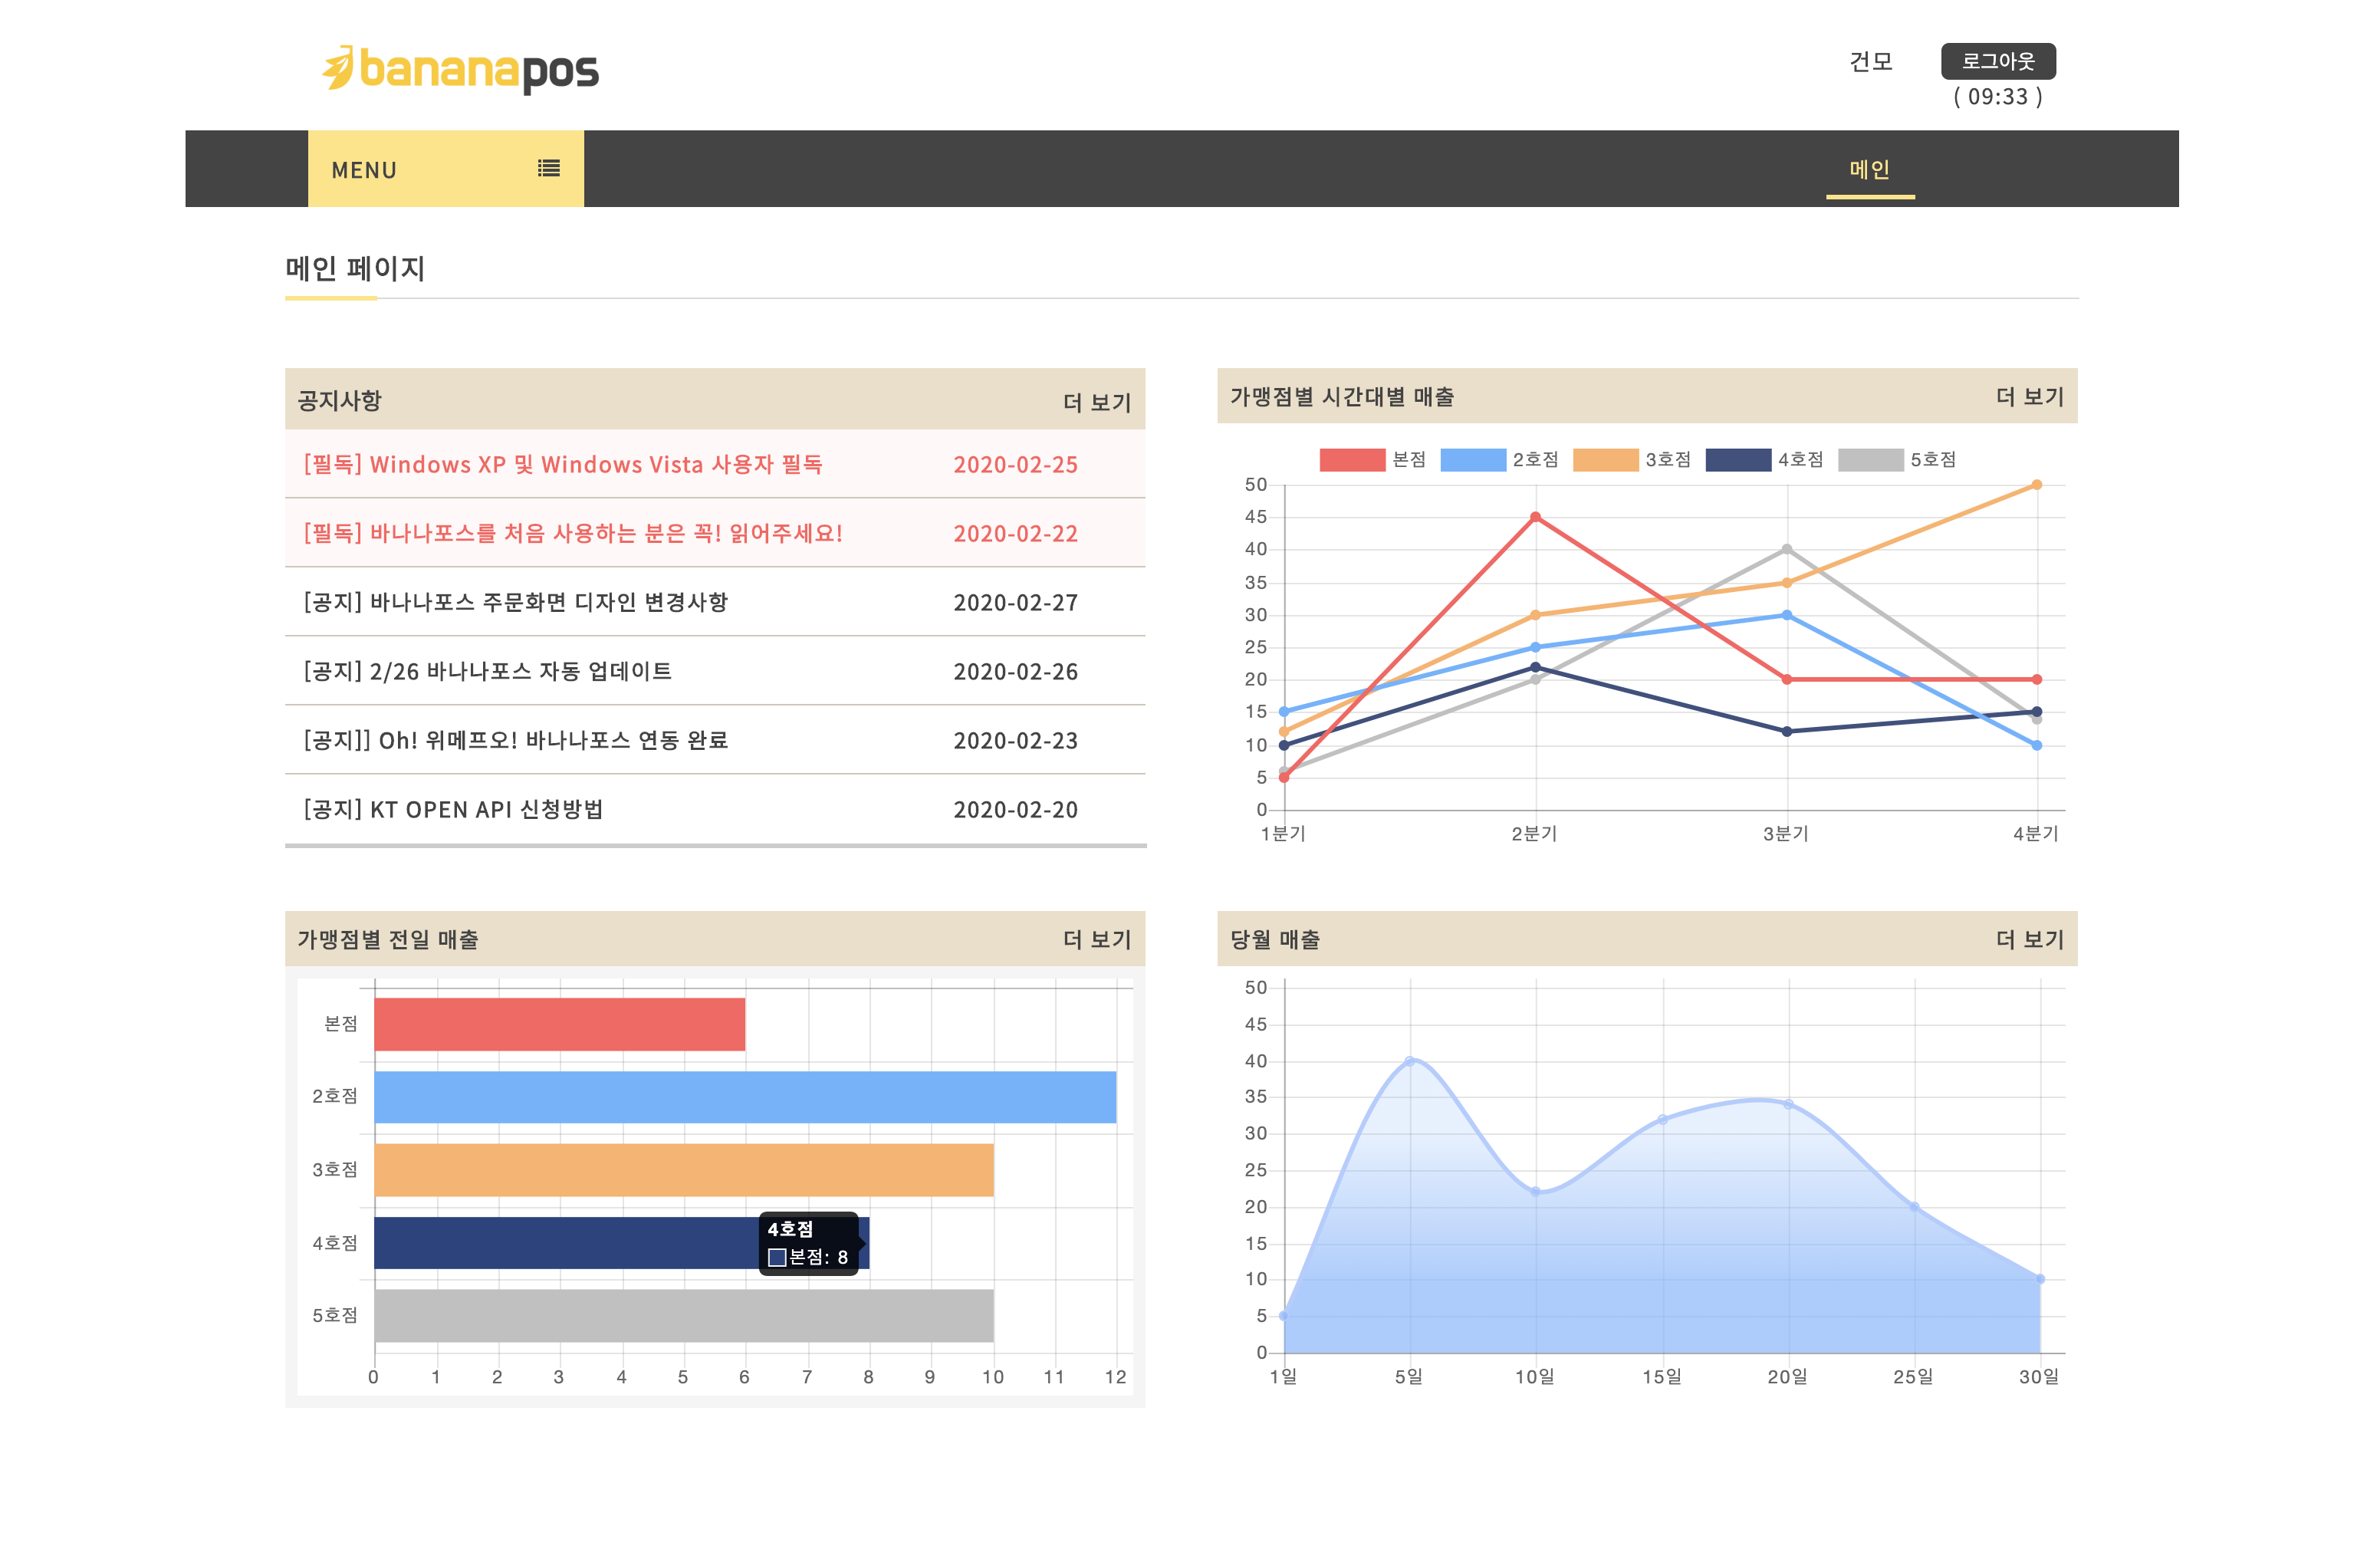 bananapos
건모 로그아웃
( 09:33 )
MENU 메인
메인 페이지
공지사항 더 보기
[필독] Windows XP 및 Windows Vista 사용자 필독 2020-02-25
[필독] 바나나포스를 처음 사용하는 분은 꼭! 읽어주세요! 2020-02-22
[공지] 바나나포스 주문화면 디자인 변경사항 2020-02-27
[공지] 2/26 바나나포스 자동 업데이트 2020-02-26
[공지]] Oh! 위메프오! 바나나포스 연동 완료 2020-02-23
[공지] KT OPEN API 신청방법 2020-02-20
가맹점별 시간대별 매출 더 보기
본점 2호점 3호점 4호점 5호점
50
45
40
35
30
25
20
15
10
5
0
1분기 2분기 3분기 4분기
가맹점별 전일 매출 더 보기
본점
2호점
3호점
4호점
4호점
본점: 8
5호점
0 1 2 3 4 5 6 7 8 9 10 11 12
당월 매출 더 보기
50
45
40
35
30
25
20
15
10
5
0
1일 5일 10일 15일 20일 25일 30일